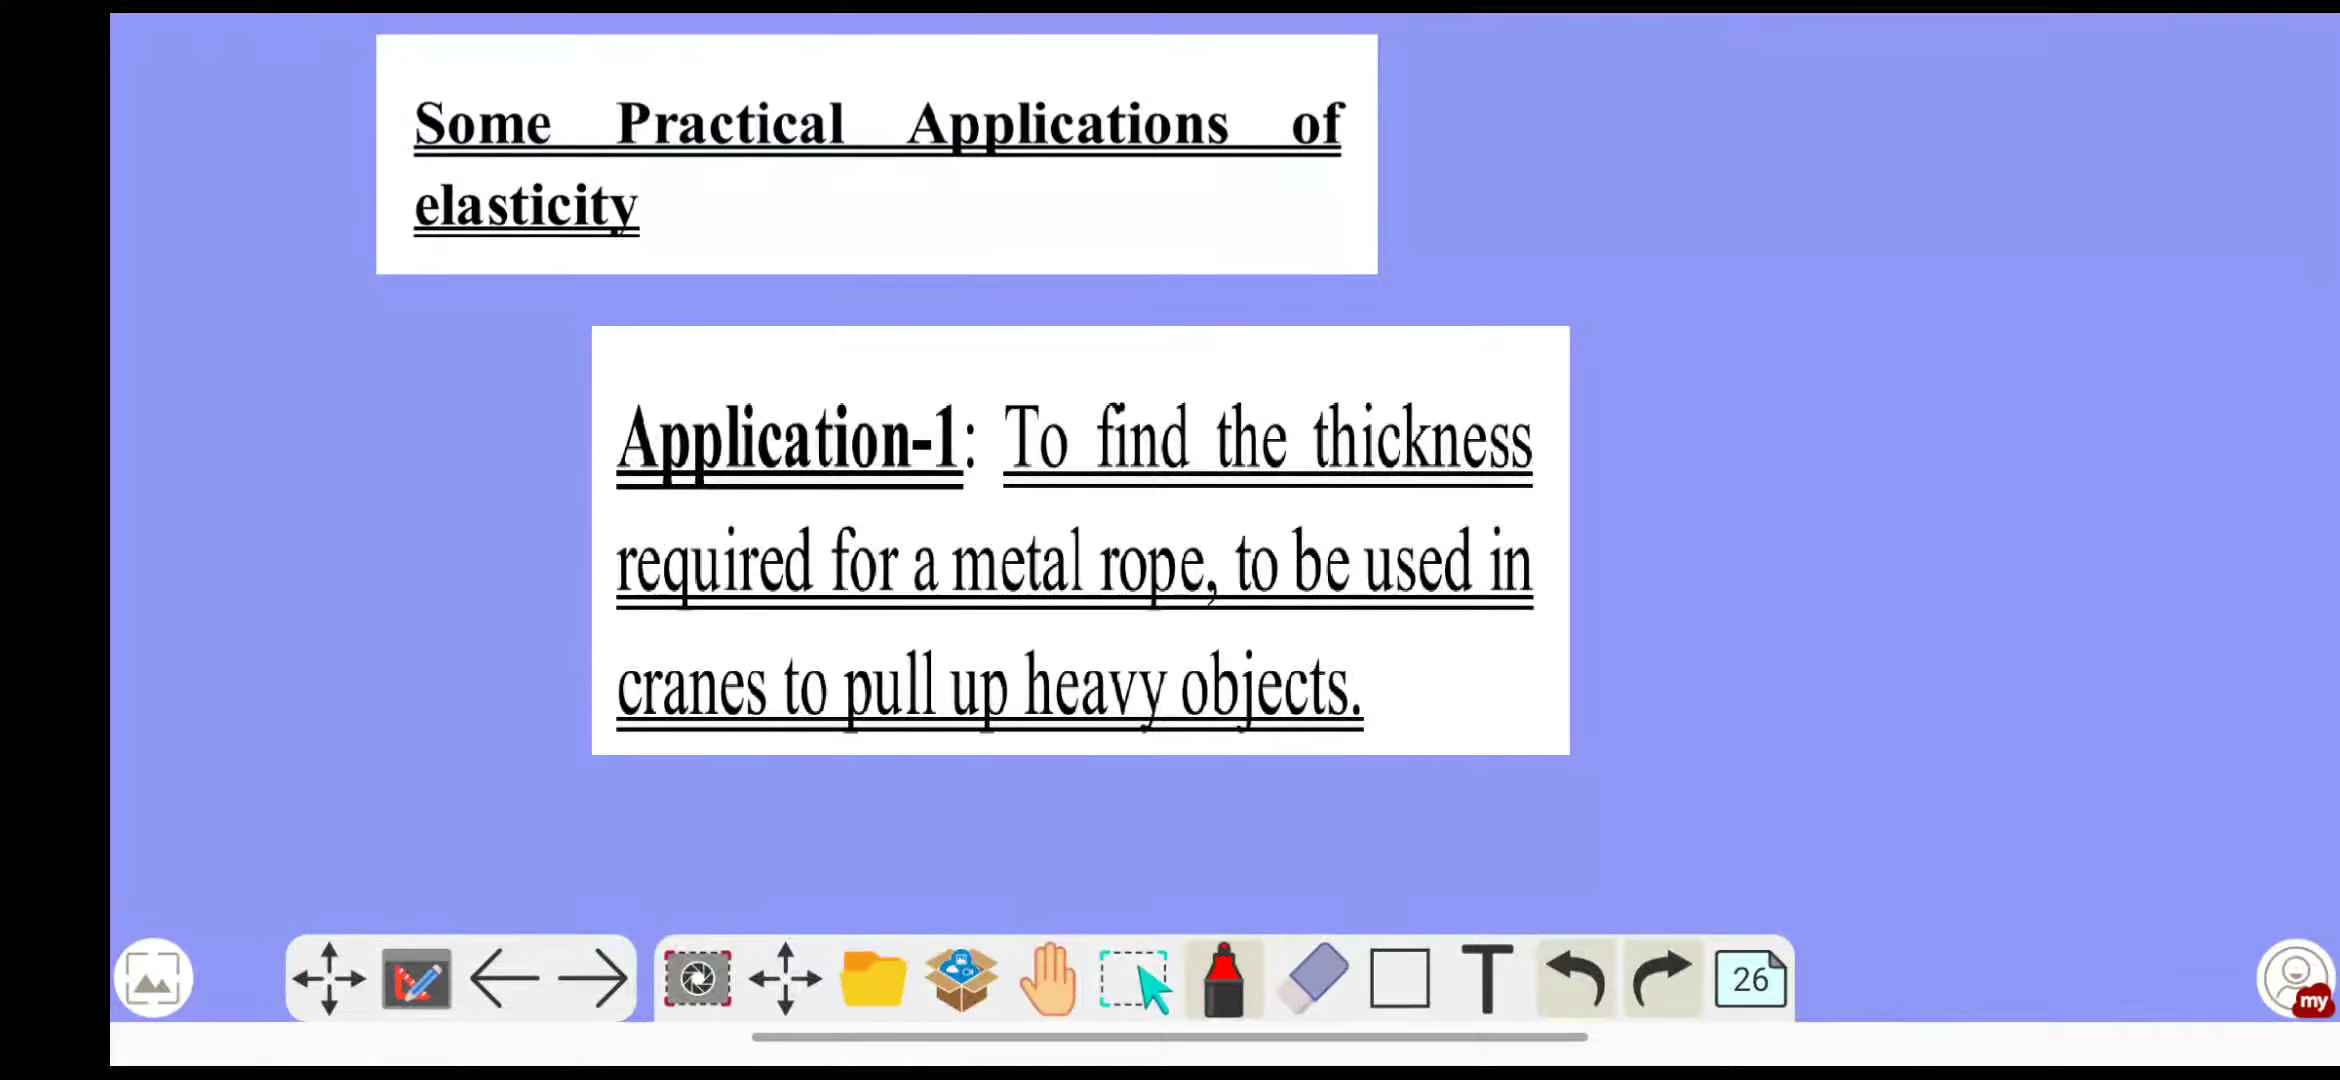 Some Practical Applications of
elasticity
Application-1: To find the thickness
required for a metal rope, to be used in
cranes to pull up heavy objects.
T
26
my